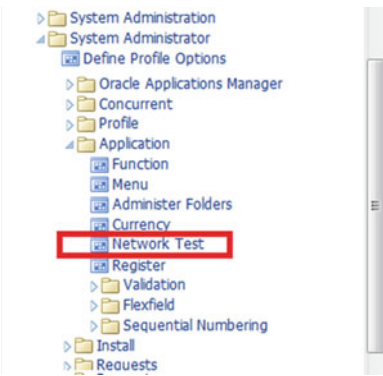 System Administration
System Administrator
Define Profile Options
Oracle Applications Manager
Concurrent
Profile
Application
Function
Menu
Administer Folders
Currency
Network Test
Register
Validation
Flexfield
Sequential Numbering
Install
Requests